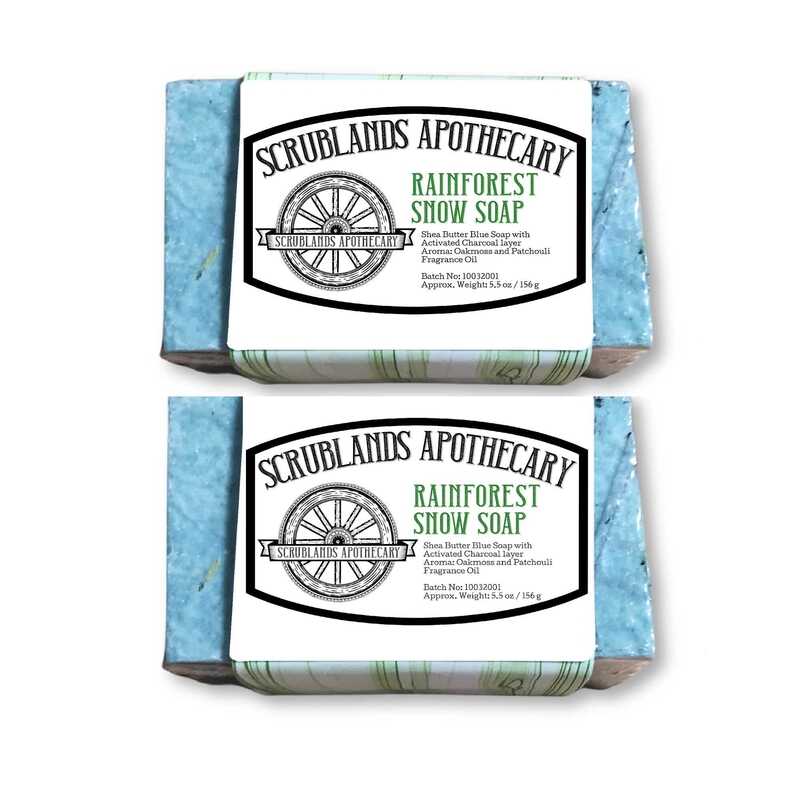 SCRUBLANDS APOTHECARY
RAINFOREST
SNOW SOAP
SCRUBLANDS APOTHECARY
Shea Butter Blue Soap with
Activated Charcoal layer
Aroma: Oakmoss and Patchouli
Fragrance Oil
Batch No: 10032001
Approx. Weight: 5.5 oz / 156 g
SCRUBLANDS APOTHECARY
RAINFOREST
SNOW SOAP
SCRUBLANDS APOTHECARY
Shea Butter Blue Soap with
Activated Charcoal layer
Aroma: Oakmoss and Patchouli
Fragrance Oil
Batch No: 10032001
Approx. Weight: 5.5 oz / 156 g